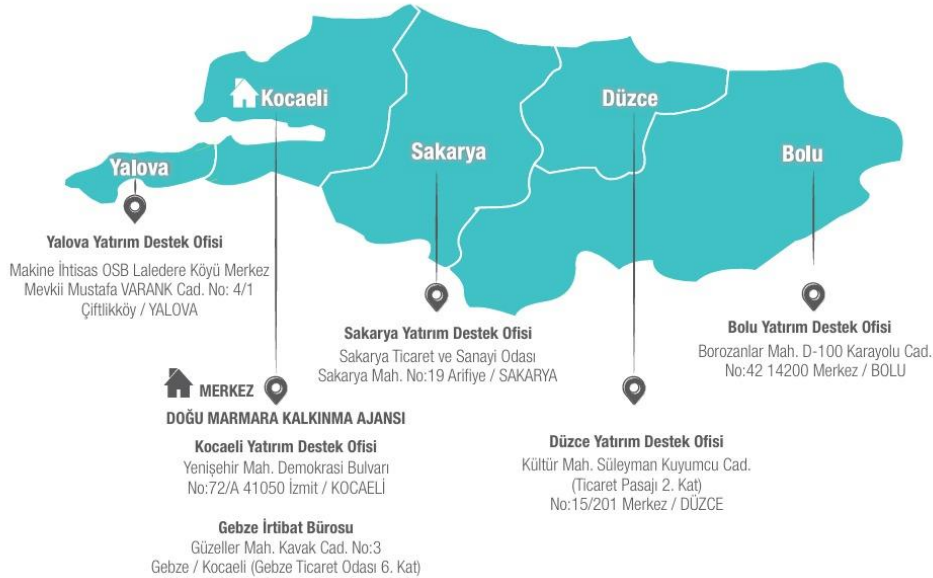 Kocaeli
Düzce
Sakarya
Bolu
Yalova
Yalova Yatırım Destek Ofisi
Makine İhtisas OSB Laledere Köyü Merkez
Mevkii Mustafa VARANK Cad. No: 4/1
Çiftlikköy / YALOVA
Sakarya Yatırım Destek Ofisi
Sakarya Ticaret ve Sanayi Odası
Sakarya Mah. No:19 Arifiye / SAKARYA
Bolu Yatırım Destek Ofisi
Borozanlar Mah. D-100 Karayolu Cad.
No:42 14200 Merkez / BOLU
MERKEZ
DOĞU MARMARA KALKINMA AJANSI
Kocaeli Yatırım Destek Ofisi
Yenişehir Mah. Demokrasi Bulvarı
No:72/A 41050 İzmit / KOCAELİ
Gebze İrtibat Bürosu
Güzeller Mah. Kavak Cad. No:3
Gebze / Kocaeli (Gebze Ticaret Odası 6. Kat)
Düzce Yatırım Destek Ofisi
Kültür Mah. Süleyman Kuyumcu Cad.
(Ticaret Pasajı 2. Kat)
No:15/201 Merkez / DÜZCE